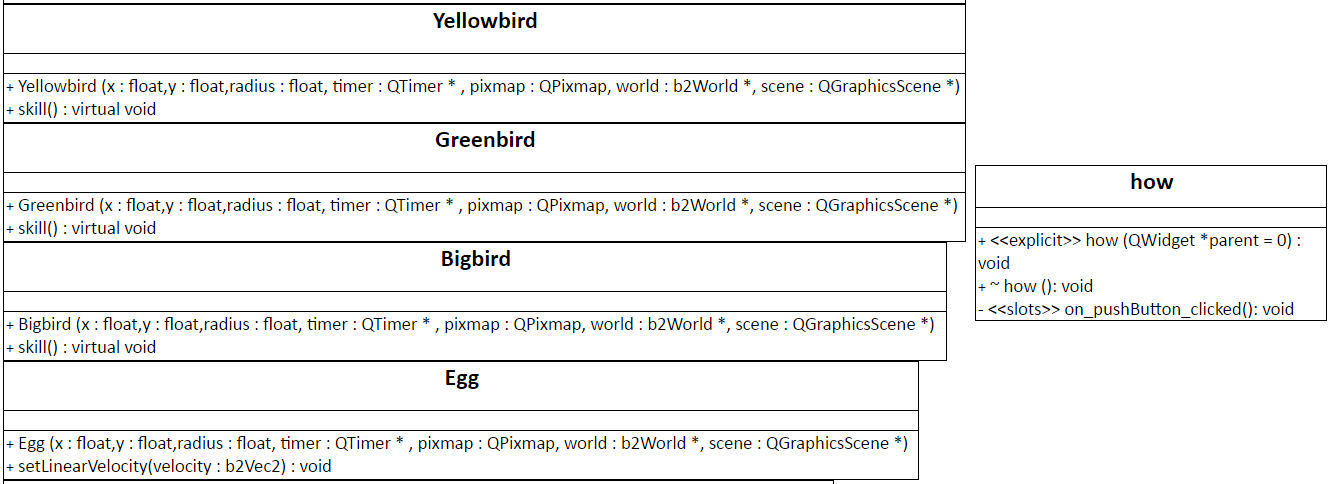 Yellowbird
+ Yellowbird (x : float,y : float,radius : float, timer : QTimer * , pixmap : QPixmap, world : b2World *, scene : QGraphicsScene *)
+ skill() : virtual void
Greenbird
+ Greenbird (x : float,y : float,radius : float, timer : QTimer * , pixmap : QPixmap, world : b2World *, scene : QGraphicsScene *)
+ skill() : virtual void
Bigbird
+ Bigbird (x : float,y : float,radius : float, timer : QTimer * , pixmap : QPixmap, world : b2World *, scene : QGraphicsScene *)
+ skill() : virtual void
Egg
+ Egg (x : float,y : float,radius : float, timer : QTimer * , pixmap : QPixmap, world : b2World *, scene : QGraphicsScene *)
+ setLinearVelocity(velocity : b2Vec2) : void
how
+ <<explicit>> how (QWidget *parent = 0) :
void
+ ~ how (): void
- <<slots>> on_pushButton_clicked(): void